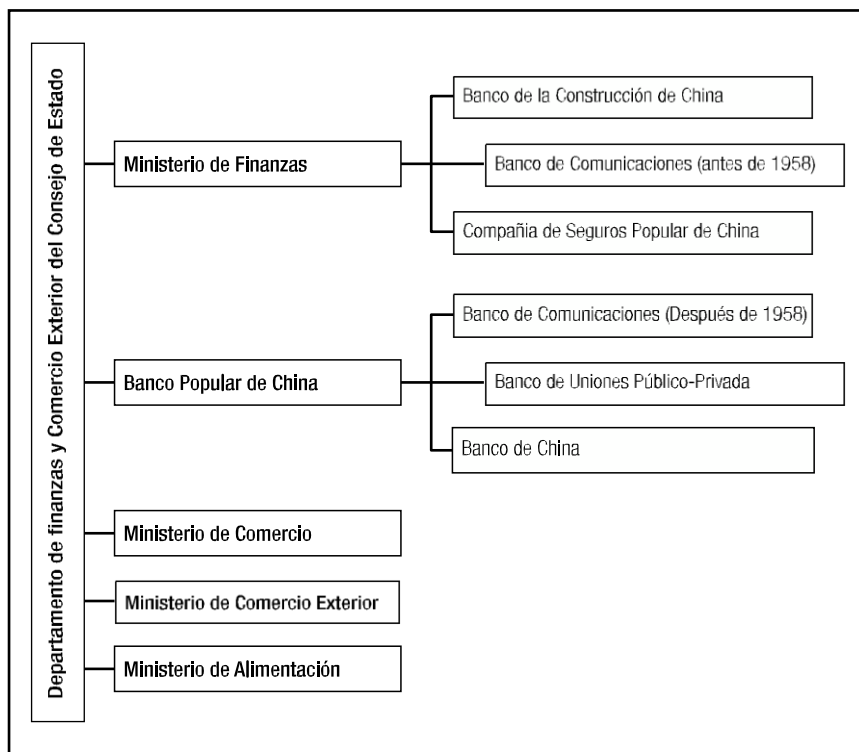 Departamento de finanzas y Comercio Exterior del Consejo de Estado
Ministerio de Finanzas
Banco de la Construcción de China
Banco de Comunicaciones (antes de 1958)
Compañia de Seguros Popular de China
Banco Popular de China
Banco de Comunicaciones (Después de 1958)
Banco de Uniones Público-Privada
Banco de China
Ministerio de Comercio
Ministerio de Comercio Exterior
Ministerio de Alimentación